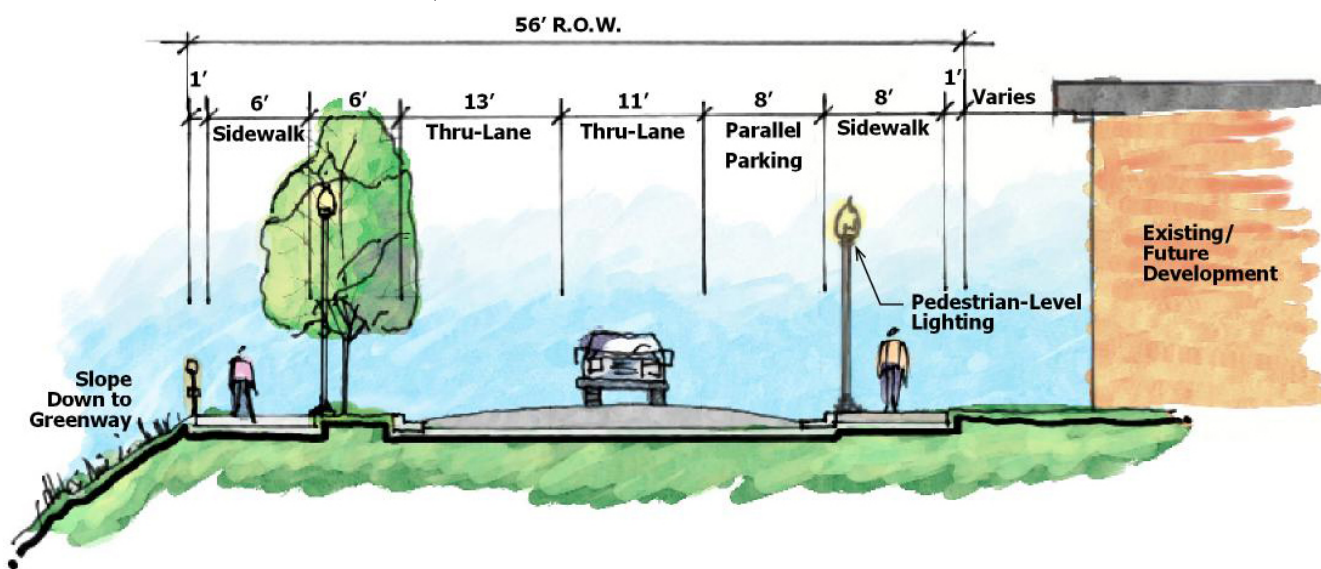 56’ R.O.W.
1’
6’
6’
13’
11’
8’
8’
1’
Varies
Sidewalk
Thru-Lane
Thru-Lane
Parallel
Parking
Sidewalk
Existing/
Future
Development
Pedestrian-Level
Lighting
Slope
Down to
Greenway